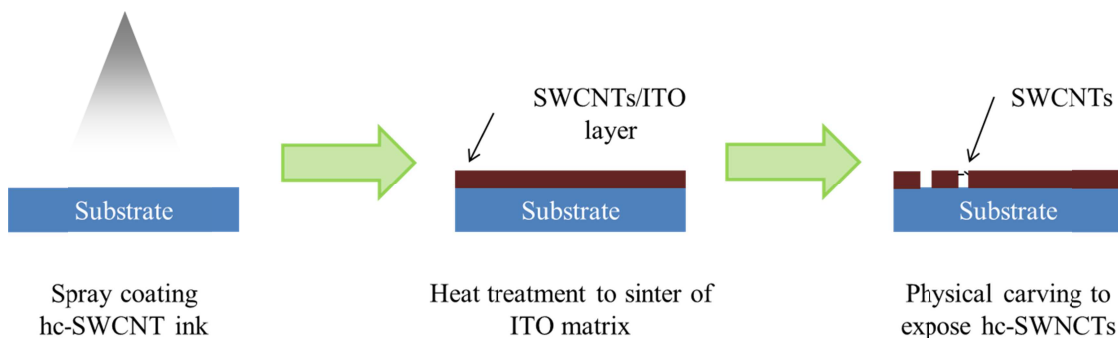 SWCNTs/ITO
layer
SWCNTs
Substrate
Substrate
Substrate
Spray coating
hc-SWCNT ink
Heat treatment to sinter of
ITO matrix
Physical carving to
expose hc-SWNCTs